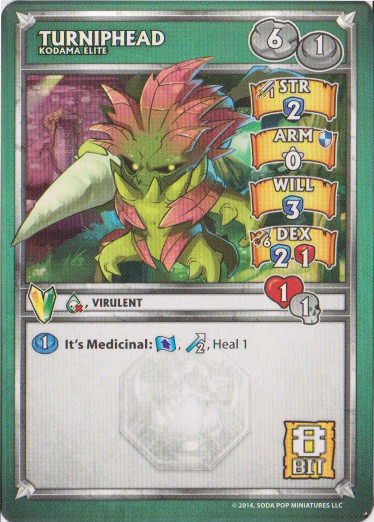 TURNIPHEAD
KODAMA ELITE
6 1
1 STR
2
ARM
0
WILL
3
6 DEX
2 1
1 1
, VIRULENT
1 It's Medicinal: , 2, Heal 1
8
BIT
© 2014, SODA POP MINIATURES LLC